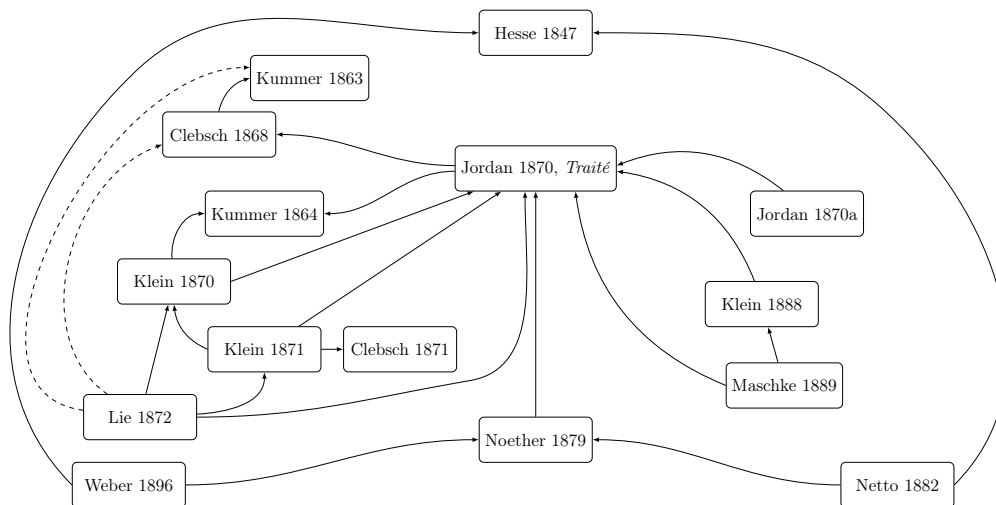 Hesse 1847
Kummer 1863
Clebsch 1868
Jordan 1870, Traité
Kummer 1864
Jordan 1870a
Klein 1870
Klein 1888
Klein 1871
Clebsch 1871
Maschke 1889
Lie 1872
Noether 1879
Weber 1896
Netto 1882